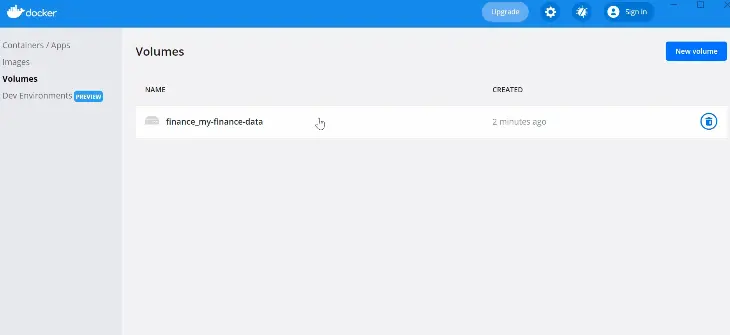 docker
Upgrade
Sign in
Containers / Apps
Images
Volumes
Dev Environments PREVIEW
Volumes
New volume
NAME CREATED
finance_my-finance-data 2 minutes ago